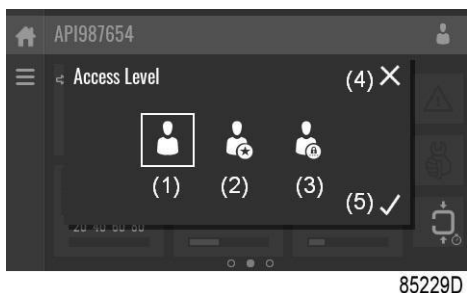 API987654
Access Level
(4)
(1) (2) (3)
(5)
20 40 60 80
85229D